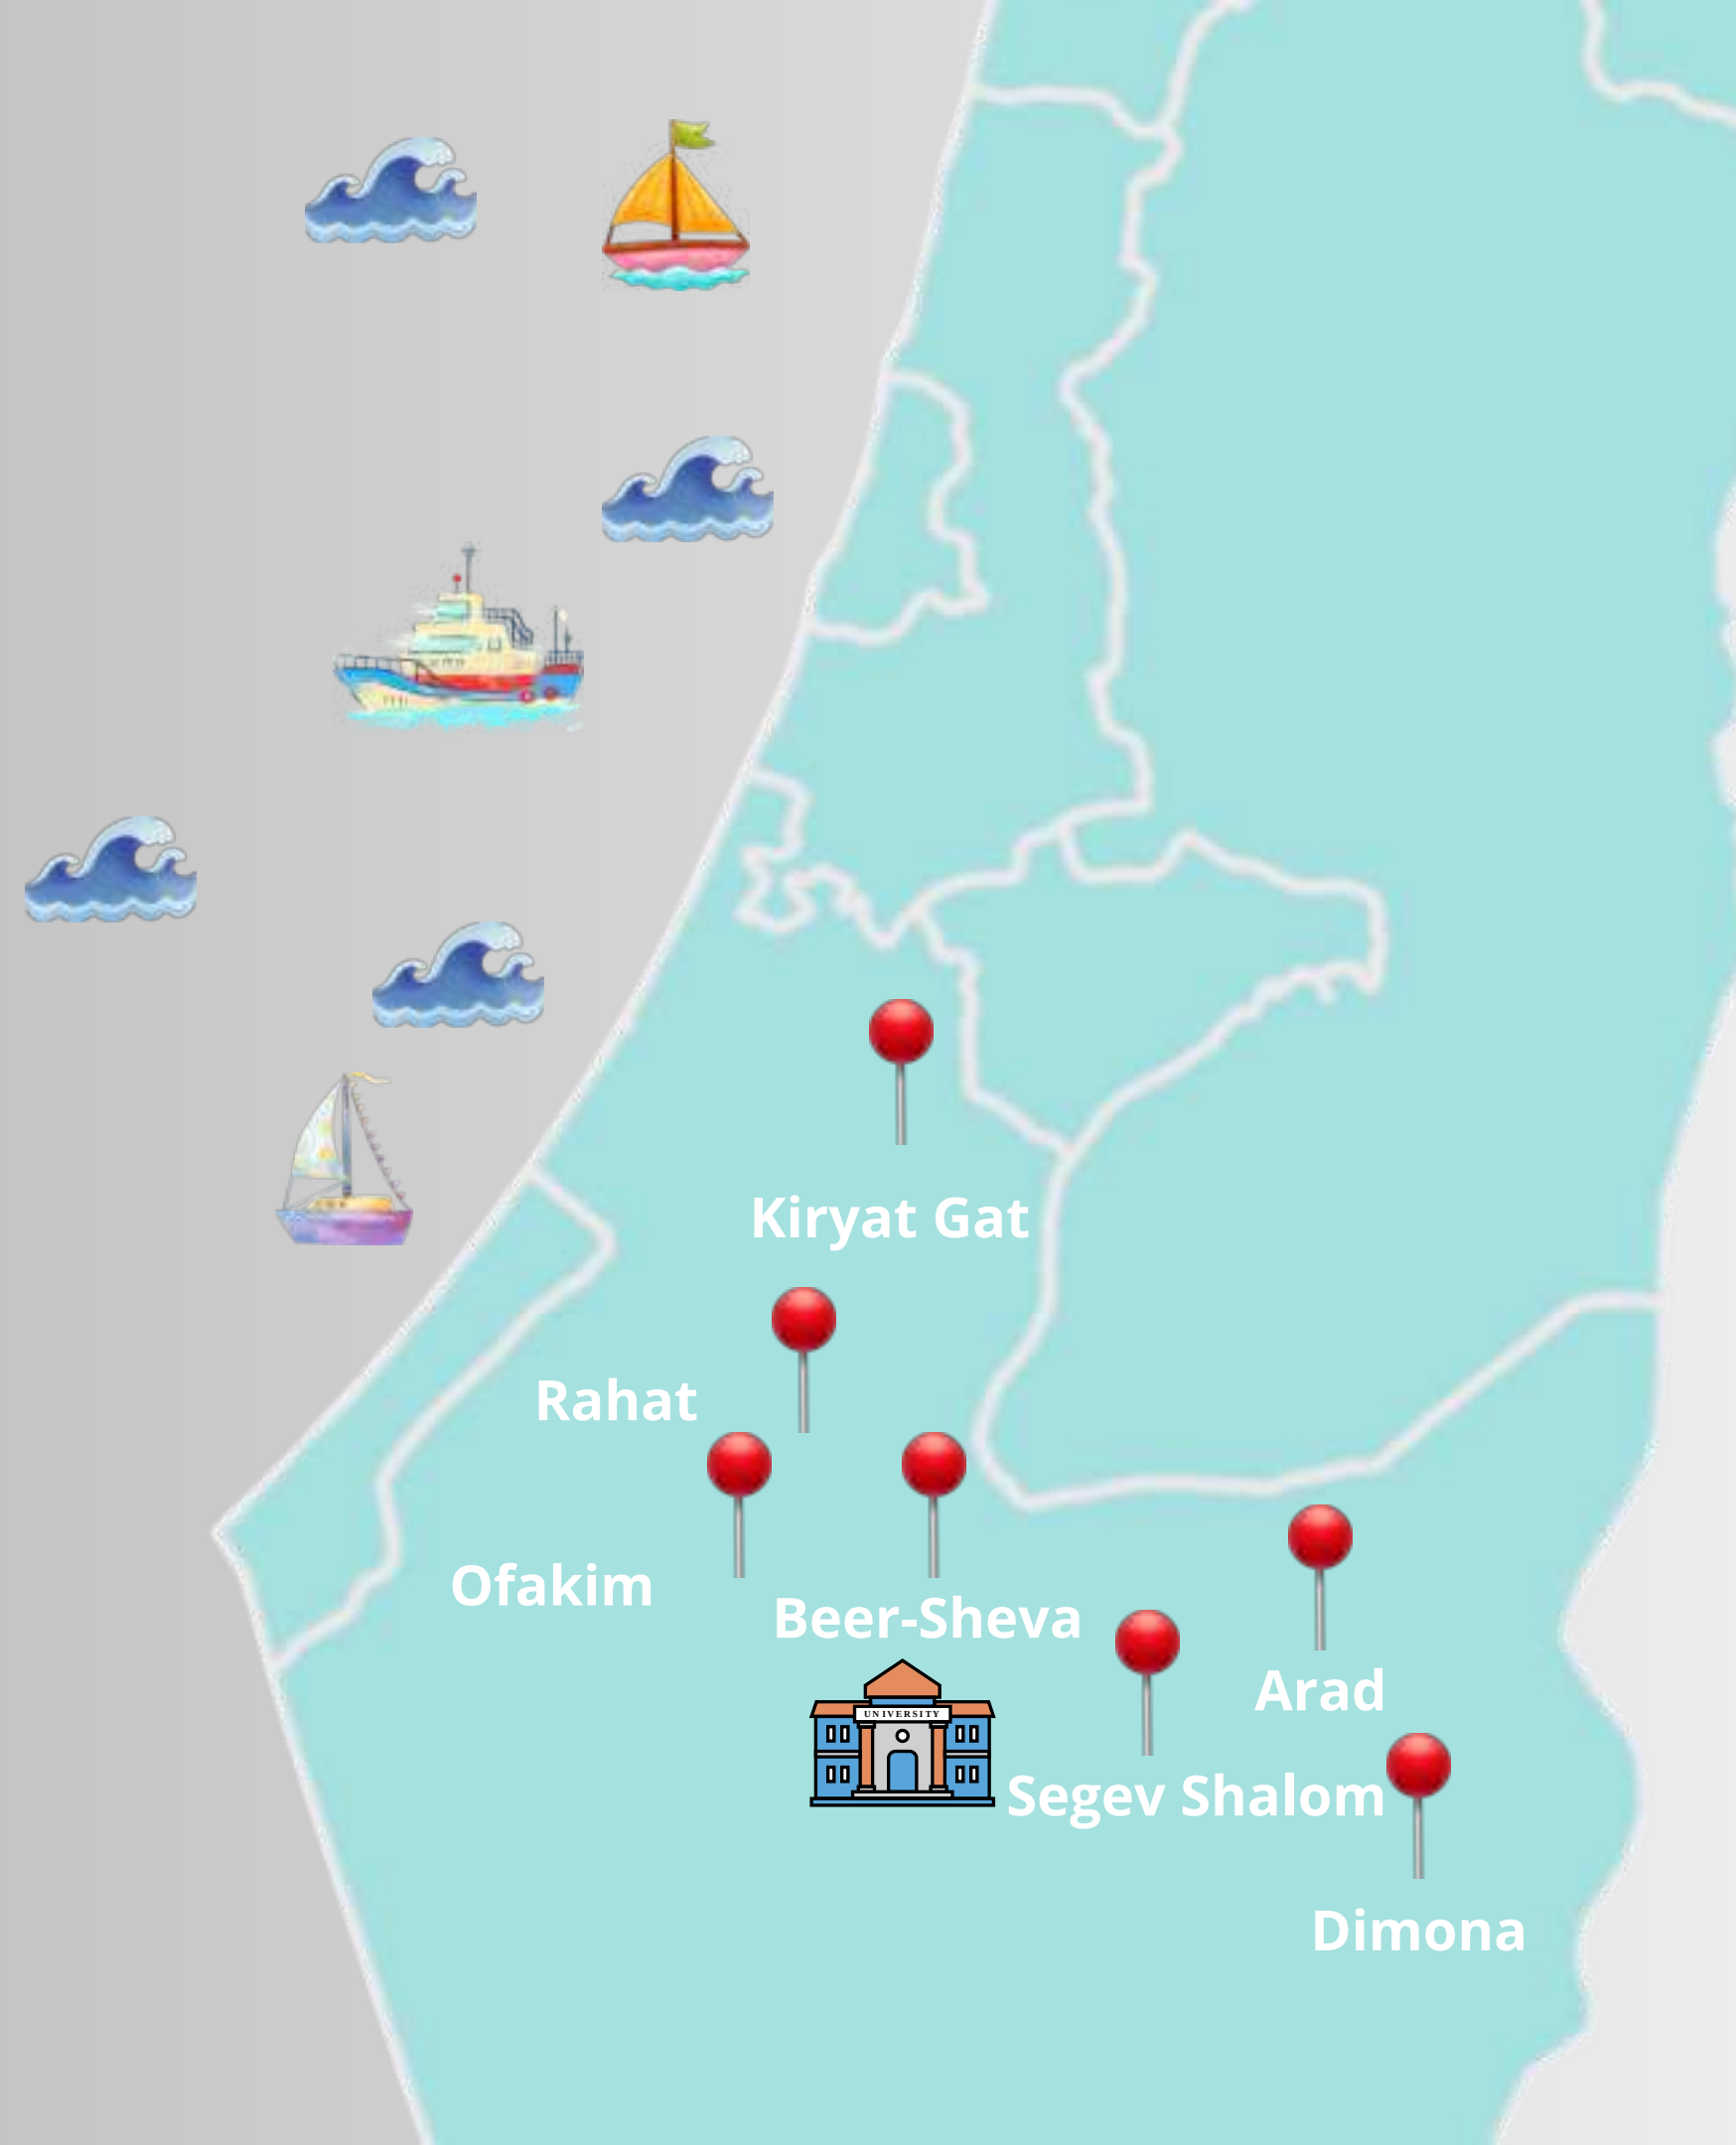 Kiryat Gat
Rahat
Ofakim
Beer-Sheva
UNIVERSITY
Arad
Segev Shalom
Dimona